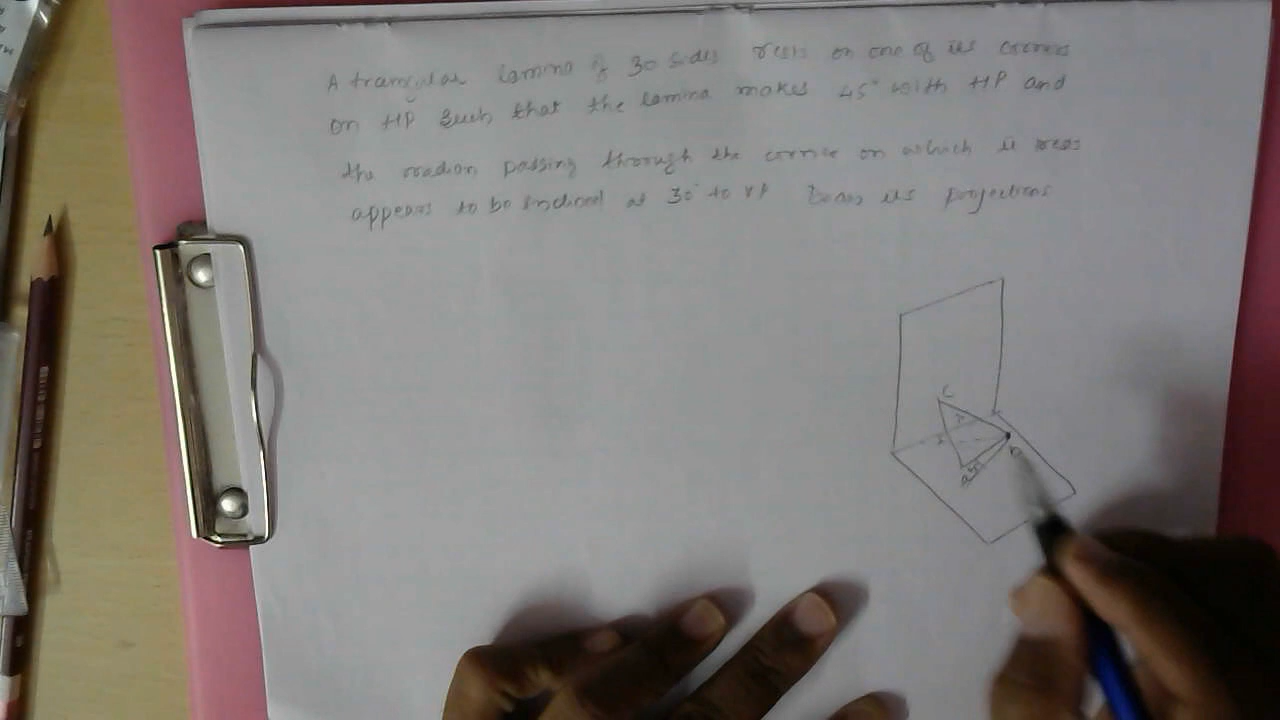 A triangular lamina of 30 sides rests on one of its corners
on HP such that the lamina makes 45° with HP and
the median passing through the corner on which it rests
appears to be inclined at 30° to VP Draw its projections
C